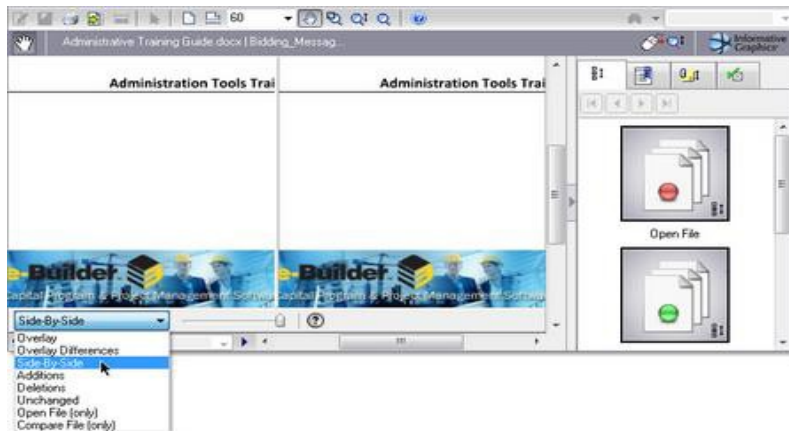 60
Administrative Training Guide.docx | Bidding_Messag...
Informative
Graphics
Administration Tools Trai
Administration Tools Trai
e-Builder.
Capital Program & Project Management Softwa
e-Builder.
Capital Program & Project Management Softwa
Open File
Side-By-Side
Overlay
Overlay Differences
Side-By-Side
Additions
Deletions
Unchanged
Open File (only)
Compare File (only)